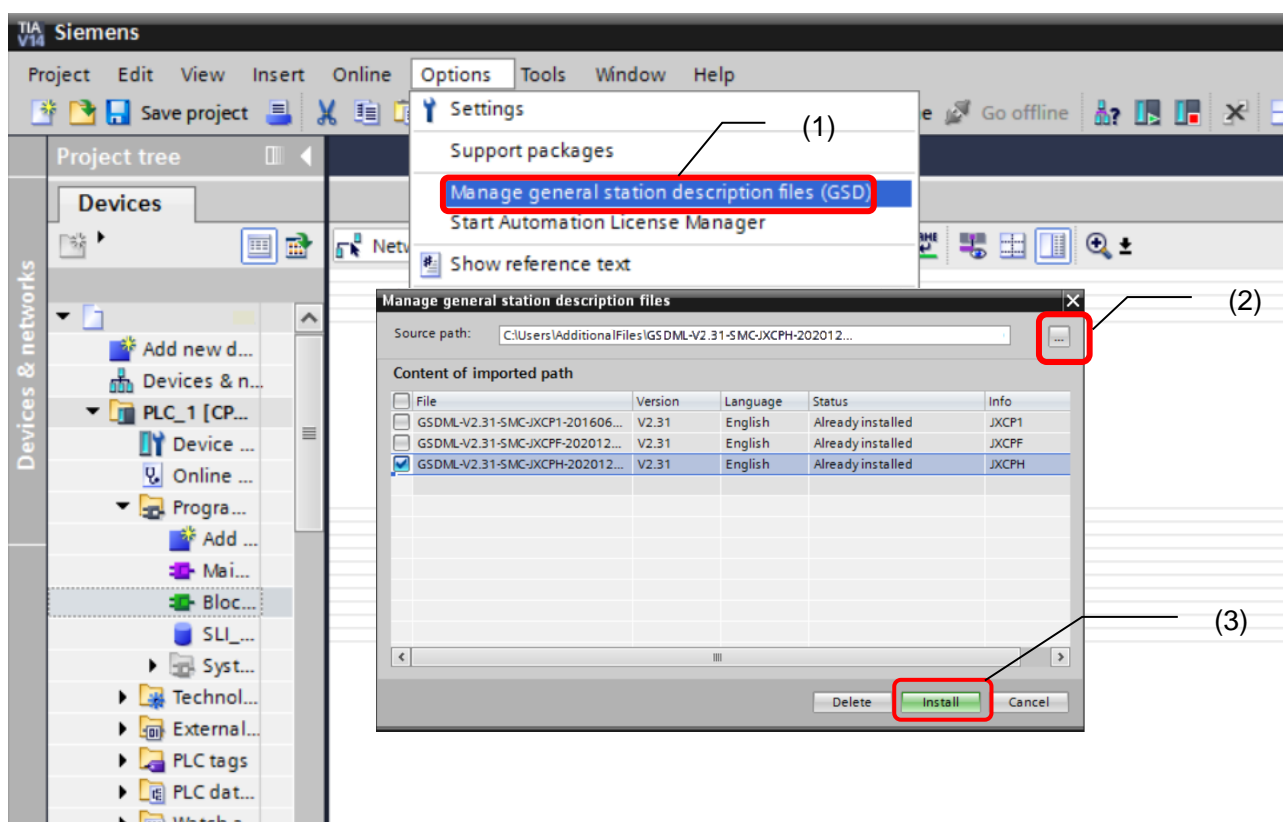 TIA V14 Siemens
Project Edit View Insert Online Options Tools Window Help
Save project
Go offline
Settings
(1)
Support packages
Manage general station description files (GSD)
Start Automation License Manager
Show reference text
Project tree
Devices
Devices & networks
Netw
Add new d...
Devices & n...
PLC_1 [CP...
Device ...
Online ...
Progra...
Add ...
Mai...
Bloc...
SLI_...
Syst...
Technol...
External...
PLC tags
PLC dat...
Manage general station description files
(2)
Source path: C:\Users\AdditionalFiles\GSDML-V2.31-SMC-JXCPH-202012...
...
Content of imported path
File Version Language Status Info
GSDML-V2.31-SMC-JXCP1-201606... V2.31 English Already installed JXCP1
GSDML-V2.31-SMC-JXCPF-202012... V2.31 English Already installed JXCPF
GSDML-V2.31-SMC-JXCPH-202012... V2.31 English Already installed JXCPH
(3)
Delete Install Cancel